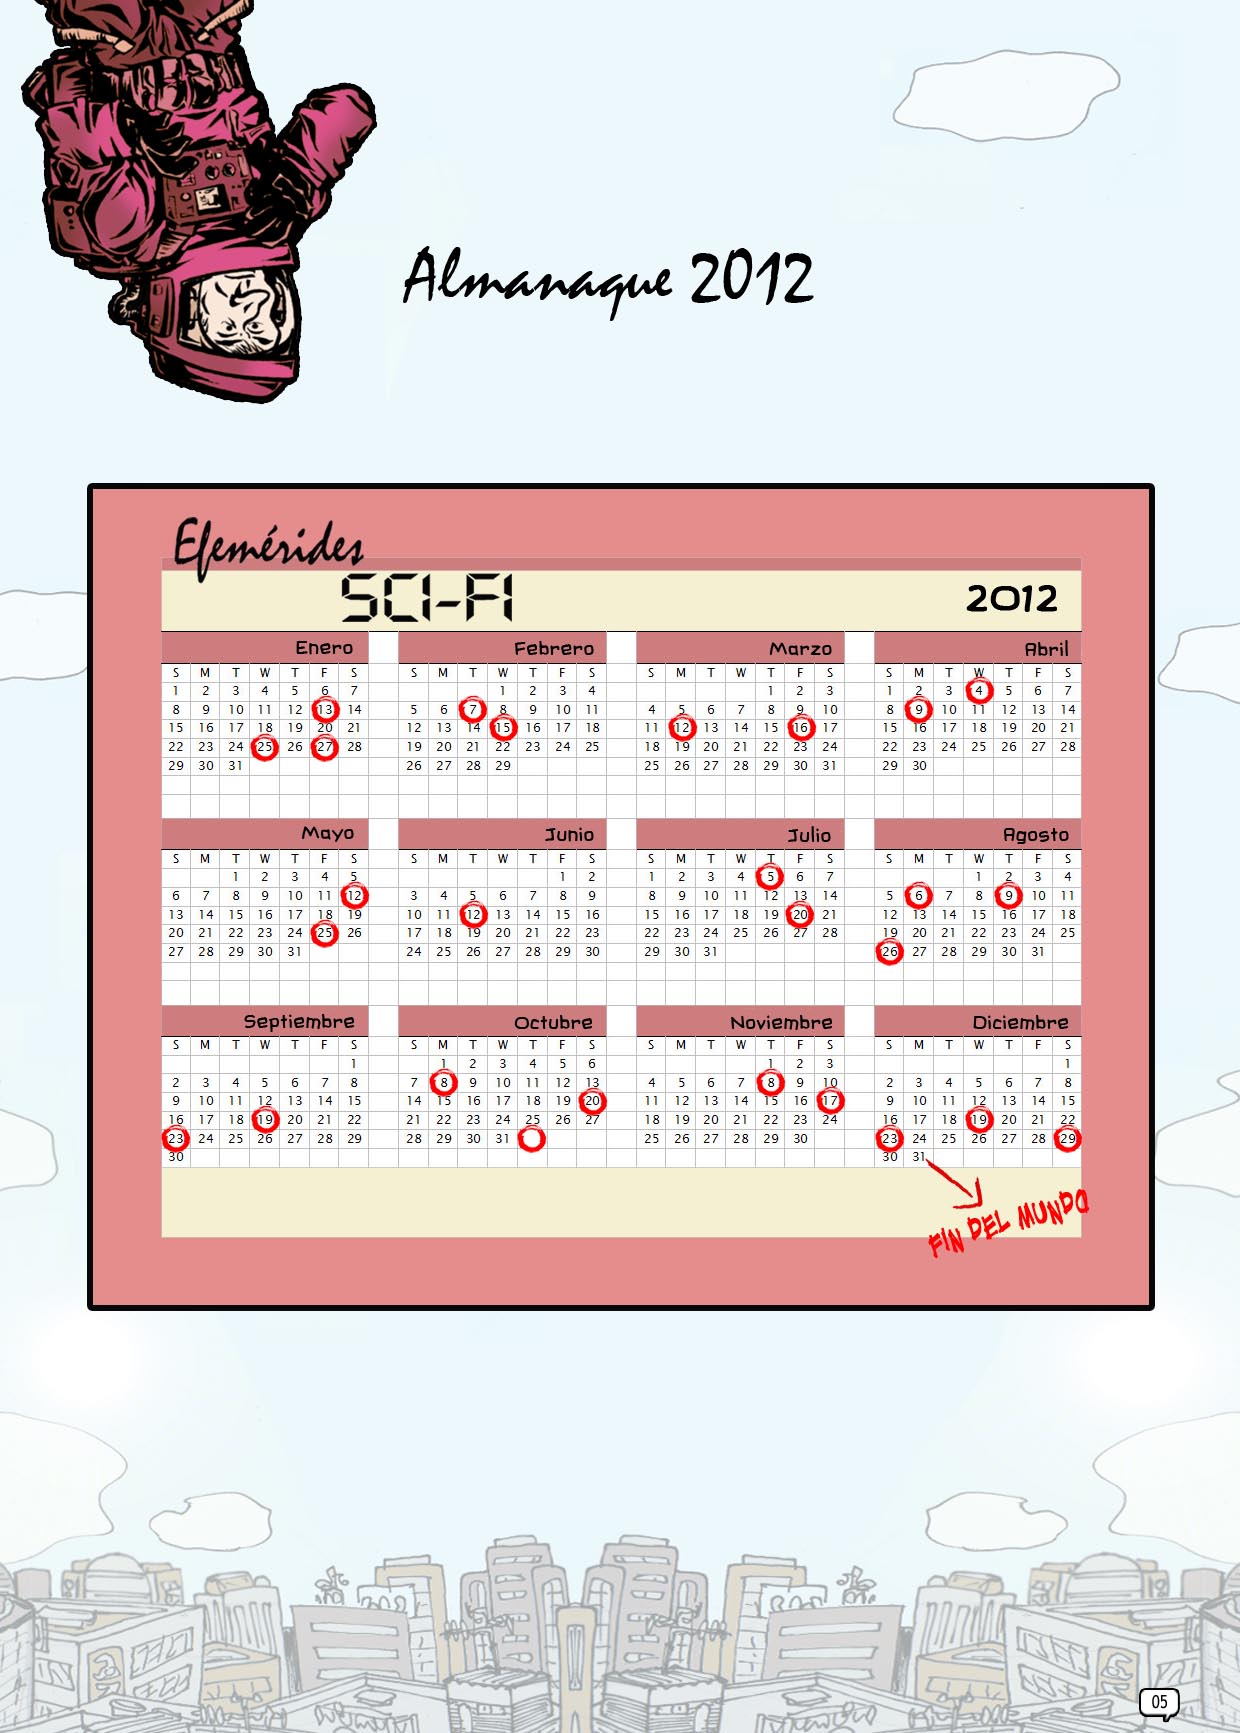 Almanaque 2012
Efemérides
SCI-FI
2012
Enero
S M T W T F S
1 2 3 4 5 6 7
8 9 10 11 12 13 14
15 16 17 18 19 20 21
22 23 24 25 26 27 28
29 30 31
Febrero
S M T W T F S
1 2 3 4
5 6 7 8 9 10 11
12 13 14 15 16 17 18
19 20 21 22 23 24 25
26 27 28 29
Marzo
S M T W T F S
1 2 3
4 5 6 7 8 9 10
11 12 13 14 15 16 17
18 19 20 21 22 23 24
25 26 27 28 29 30 31
Abril
S M T W T F S
1 2 3 4 5 6 7
8 9 10 11 12 13 14
15 16 17 18 19 20 21
22 23 24 25 26 27 28
29 30
Mayo
S M T W T F S
1 2 3 4 5
6 7 8 9 10 11 12
13 14 15 16 17 18 19
20 21 22 23 24 25 26
27 28 29 30 31
Junio
S M T W T F S
1 2
3 4 5 6 7 8 9
10 11 12 13 14 15 16
17 18 19 20 21 22 23
24 25 26 27 28 29 30
Julio
S M T W T F S
1 2 3 4 5 6 7
8 9 10 11 12 13 14
15 16 17 18 19 20 21
22 23 24 25 26 27 28
29 30 31
Agosto
S M T W T F S
1 2 3 4
5 6 7 8 9 10 11
12 13 14 15 16 17 18
19 20 21 22 23 24 25
26 27 28 29 30 31
Septiembre
S M T W T F S
1
2 3 4 5 6 7 8
9 10 11 12 13 14 15
16 17 18 19 20 21 22
23 24 25 26 27 28 29
30
Octubre
S M T W T F S
1 2 3 4 5 6
7 8 9 10 11 12 13
14 15 16 17 18 19 20
21 22 23 24 25 26 27
28 29 30 31
Noviembre
S M T W T F S
1 2 3
4 5 6 7 8 9 10
11 12 13 14 15 16 17
18 19 20 21 22 23 24
25 26 27 28 29 30
Diciembre
S M T W T F S
1
2 3 4 5 6 7 8
9 10 11 12 13 14 15
16 17 18 19 20 21 22
23 24 25 26 27 28 29
30 31
FIN DEL MUNDO
05